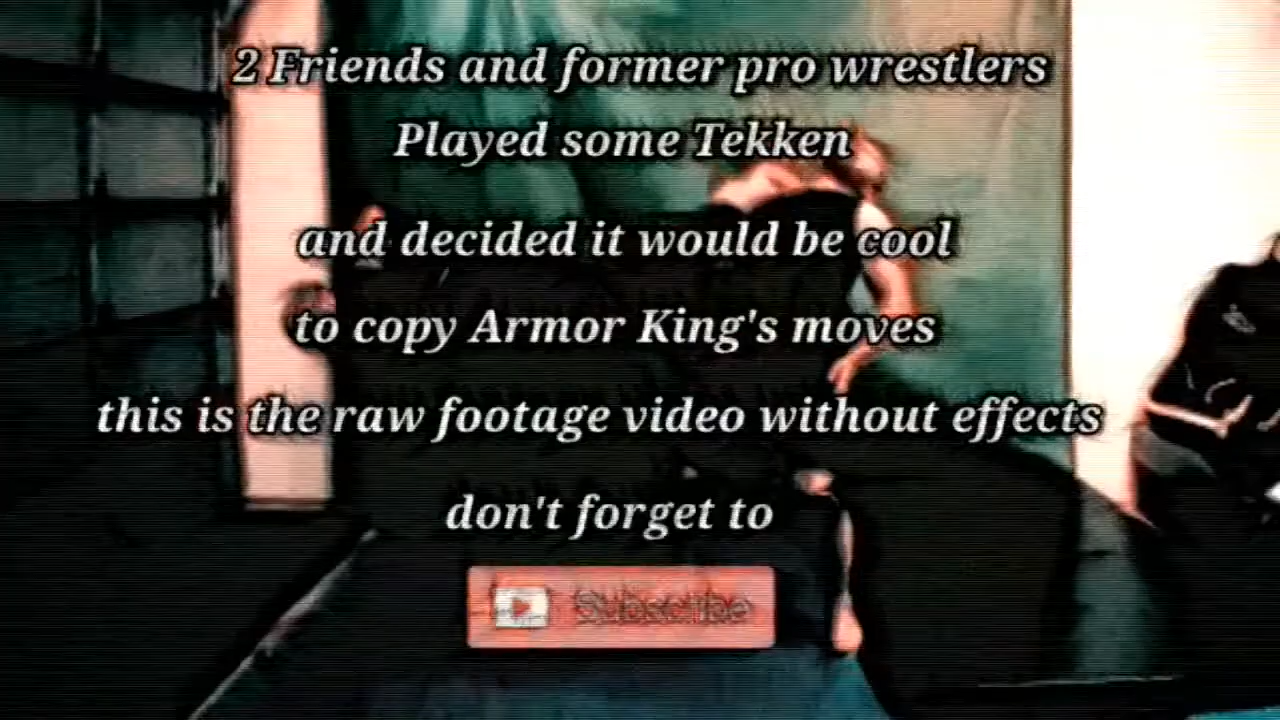 2 Friends and former pro wrestlers
Played some Tekken
and decided it would be cool
to copy Armor King's moves
this is the raw footage video without effects
don't forget to
Subscribe